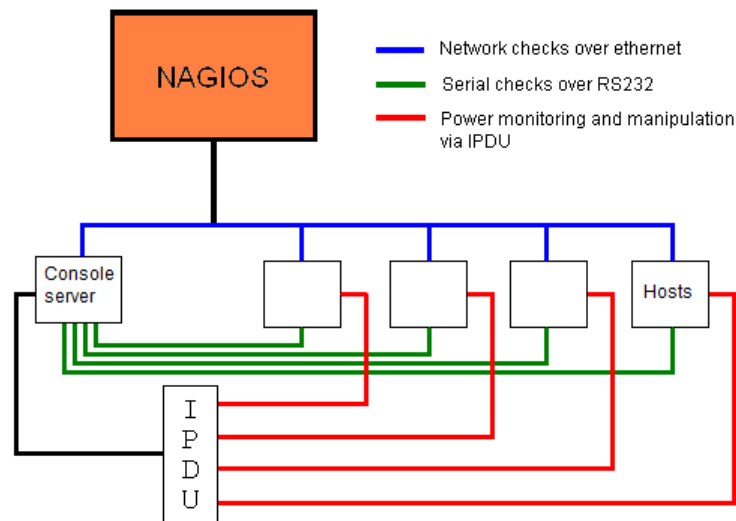 NAGIOS
Network checks over ethernet
Serial checks over RS232
Power monitoring and manipulation
via IPDU
Console
server
Hosts
I
P
D
U